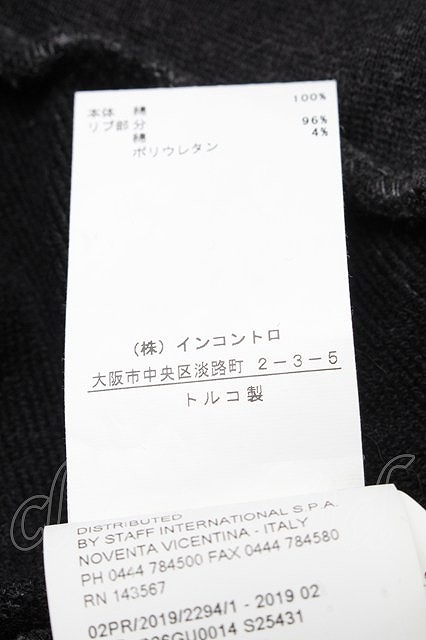 本体 綿 100%
リブ部分
綿 96%
ポリウレタン 4%
(株) インコントロ
大阪市中央区淡路町 2-3-5
トルコ製
DISTRIBUTED
BY STAFF INTERNATIONAL S.P.A.
NOVENTA VICENTINA - ITALY
PH 0444 784500 FAX 0444 784580
RN 143567
02PR/2019/2294/1 - 2019 02
S26GU0014 S25431